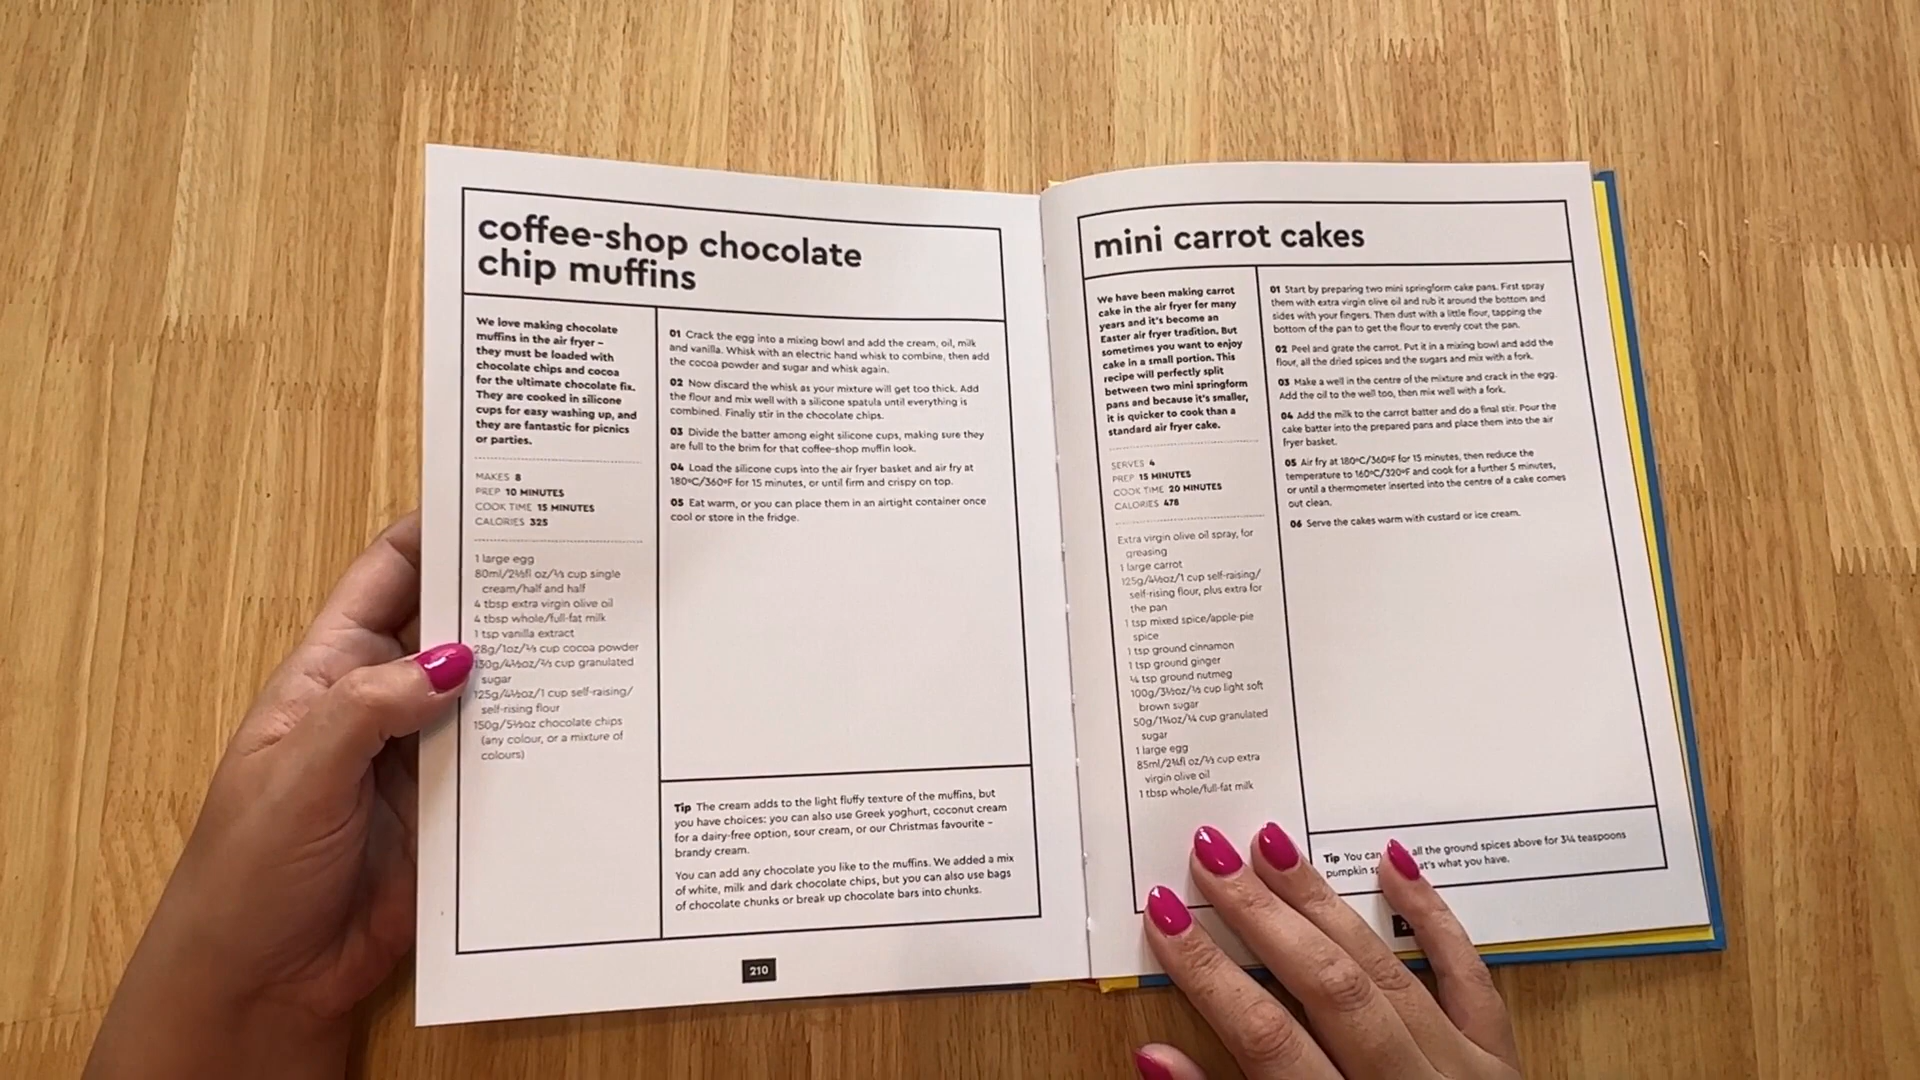 coffee-shop chocolate
chip muffins
We love making chocolate
muffins in the air fryer –
they must be loaded with
chocolate chips and cocoa
for the ultimate chocolate fix.
They are cooked in silicone
cups for easy washing up, and
they are fantastic for picnics
or parties.
MAKES 8
PREP 10 MINUTES
COOK TIME 15 MINUTES
CALORIES 325
1 large egg
80ml/2⅔fl oz/⅓ cup single
cream/half and half
4 tbsp extra virgin olive oil
4 tbsp whole/full-fat milk
1 tsp vanilla extract
28g/1oz/⅓ cup cocoa powder
130g/4½oz/⅔ cup granulated
sugar
125g/4½oz/1 cup self-raising/
self-rising flour
150g/5½oz chocolate chips
(any colour, or a mixture of
colours)
01 Crack the egg into a mixing bowl and add the cream, oil, milk
and vanilla. Whisk with an electric hand whisk to combine, then add
the cocoa powder and sugar and whisk again.
02 Now discard the whisk as your mixture will get too thick. Add
the flour and mix well with a silicone spatula until everything is
combined. Finally stir in the chocolate chips.
03 Divide the batter among eight silicone cups, making sure they
are full to the brim for that coffee-shop muffin look.
04 Load the silicone cups into the air fryer basket and air fry at
180ºC/360ºF for 15 minutes, or until firm and crispy on top.
05 Eat warm, or you can place them in an airtight container once
cool or store in the fridge.
Tip The cream adds to the light fluffy texture of the muffins, but
you have choices: you can also use Greek yoghurt, coconut cream
for a dairy-free option, sour cream, or our Christmas favourite –
brandy cream.
You can add any chocolate you like to the muffins. We added a mix
of white, milk and dark chocolate chips, but you can also use bags
of chocolate chunks or break up chocolate bars into chunks.
210
mini carrot cakes
We have been making carrot
cake in the air fryer for many
years and it's become an
Easter air fryer tradition. But
sometimes you want to enjoy
cake in a small portion. This
recipe will perfectly split
between two mini springform
pans and because it's smaller,
it is quicker to cook than a
standard air fryer cake.
SERVES 4
PREP 15 MINUTES
COOK TIME 20 MINUTES
CALORIES 478
Extra virgin olive oil spray, for
greasing
1 large carrot
125g/4½oz/1 cup self-raising/
self-rising flour, plus extra for
the pan
1 tsp mixed spice/apple pie
spice
1 tsp ground cinnamon
1 tsp ground ginger
¼ tsp ground nutmeg
100g/3½oz/½ cup light soft
brown sugar
50g/1¾oz/¼ cup granulated
sugar
1 large egg
85ml/2¾fl oz/⅓ cup extra
virgin olive oil
1 tbsp whole/full-fat milk
01 Start by preparing two mini springform cake pans. First spray
them with extra virgin olive oil and rub it around the bottom and
sides with your fingers. Then dust with a little flour, tapping the
bottom of the pan to get the flour to evenly coat the pan.
02 Peel and grate the carrot. Put it in a mixing bowl and add the
flour, all the dried spices and the sugars and mix with a fork.
03 Make a well in the centre of the mixture and crack in the egg.
Add the oil to the well too, then mix well with a fork.
04 Add the milk to the carrot batter and do a final stir. Pour the
cake batter into the prepared pans and place them into the air
fryer basket.
05 Air fry at 180ºC/360ºF for 15 minutes, then reduce the
temperature to 160ºC/320ºF and cook for a further 5 minutes,
or until a thermometer inserted into the centre of a cake comes
out clean.
06 Serve the cakes warm with custard or ice cream.
Tip You can all the ground spices above for 3¼ teaspoons
pumpkin what you have.